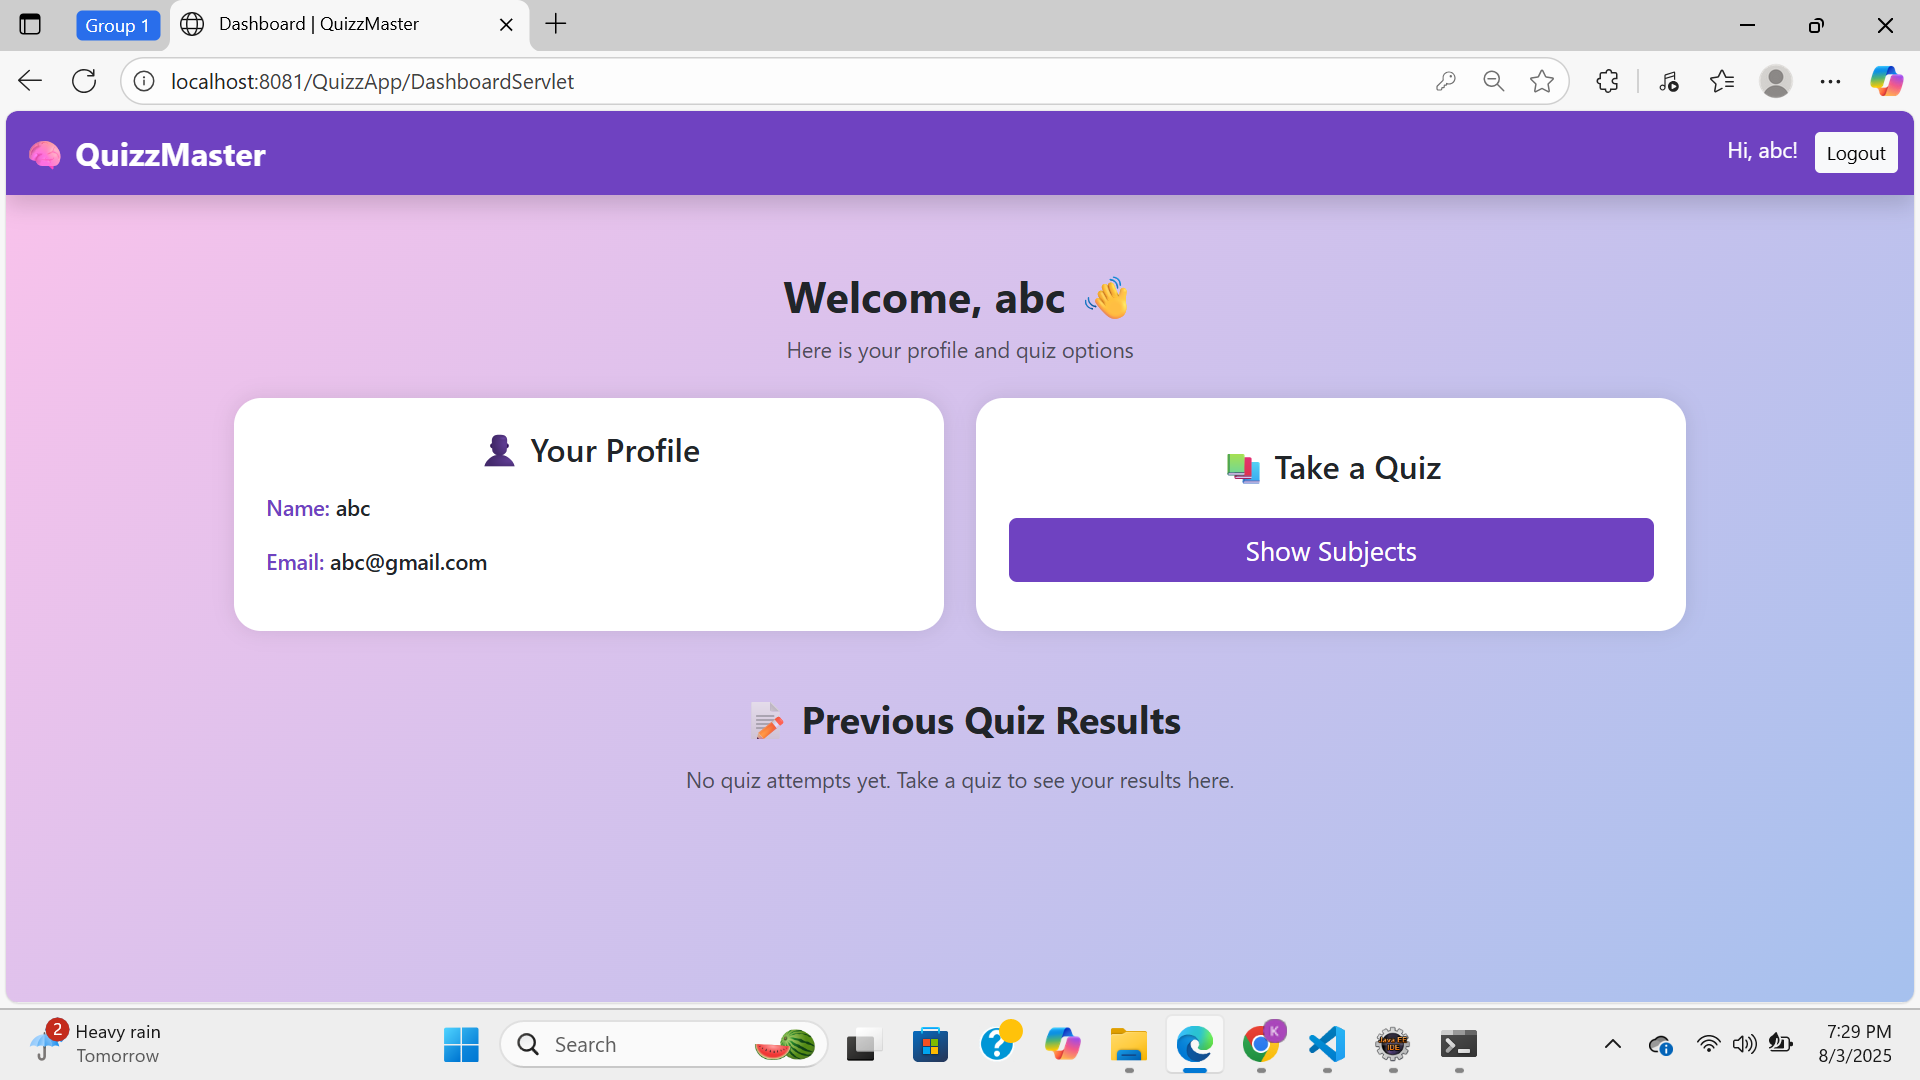 Group 1
Dashboard | QuizzMaster
localhost:8081/QuizzApp/DashboardServlet
QuizzMaster
Hi, abc!
Logout
Welcome, abc
Here is your profile and quiz options
Your Profile
Name: abc
Email: abc@gmail.com
Take a Quiz
Show Subjects
Previous Quiz Results
No quiz attempts yet. Take a quiz to see your results here.
2
Heavy rain
Tomorrow
Search
K
7:29 PM
8/3/2025